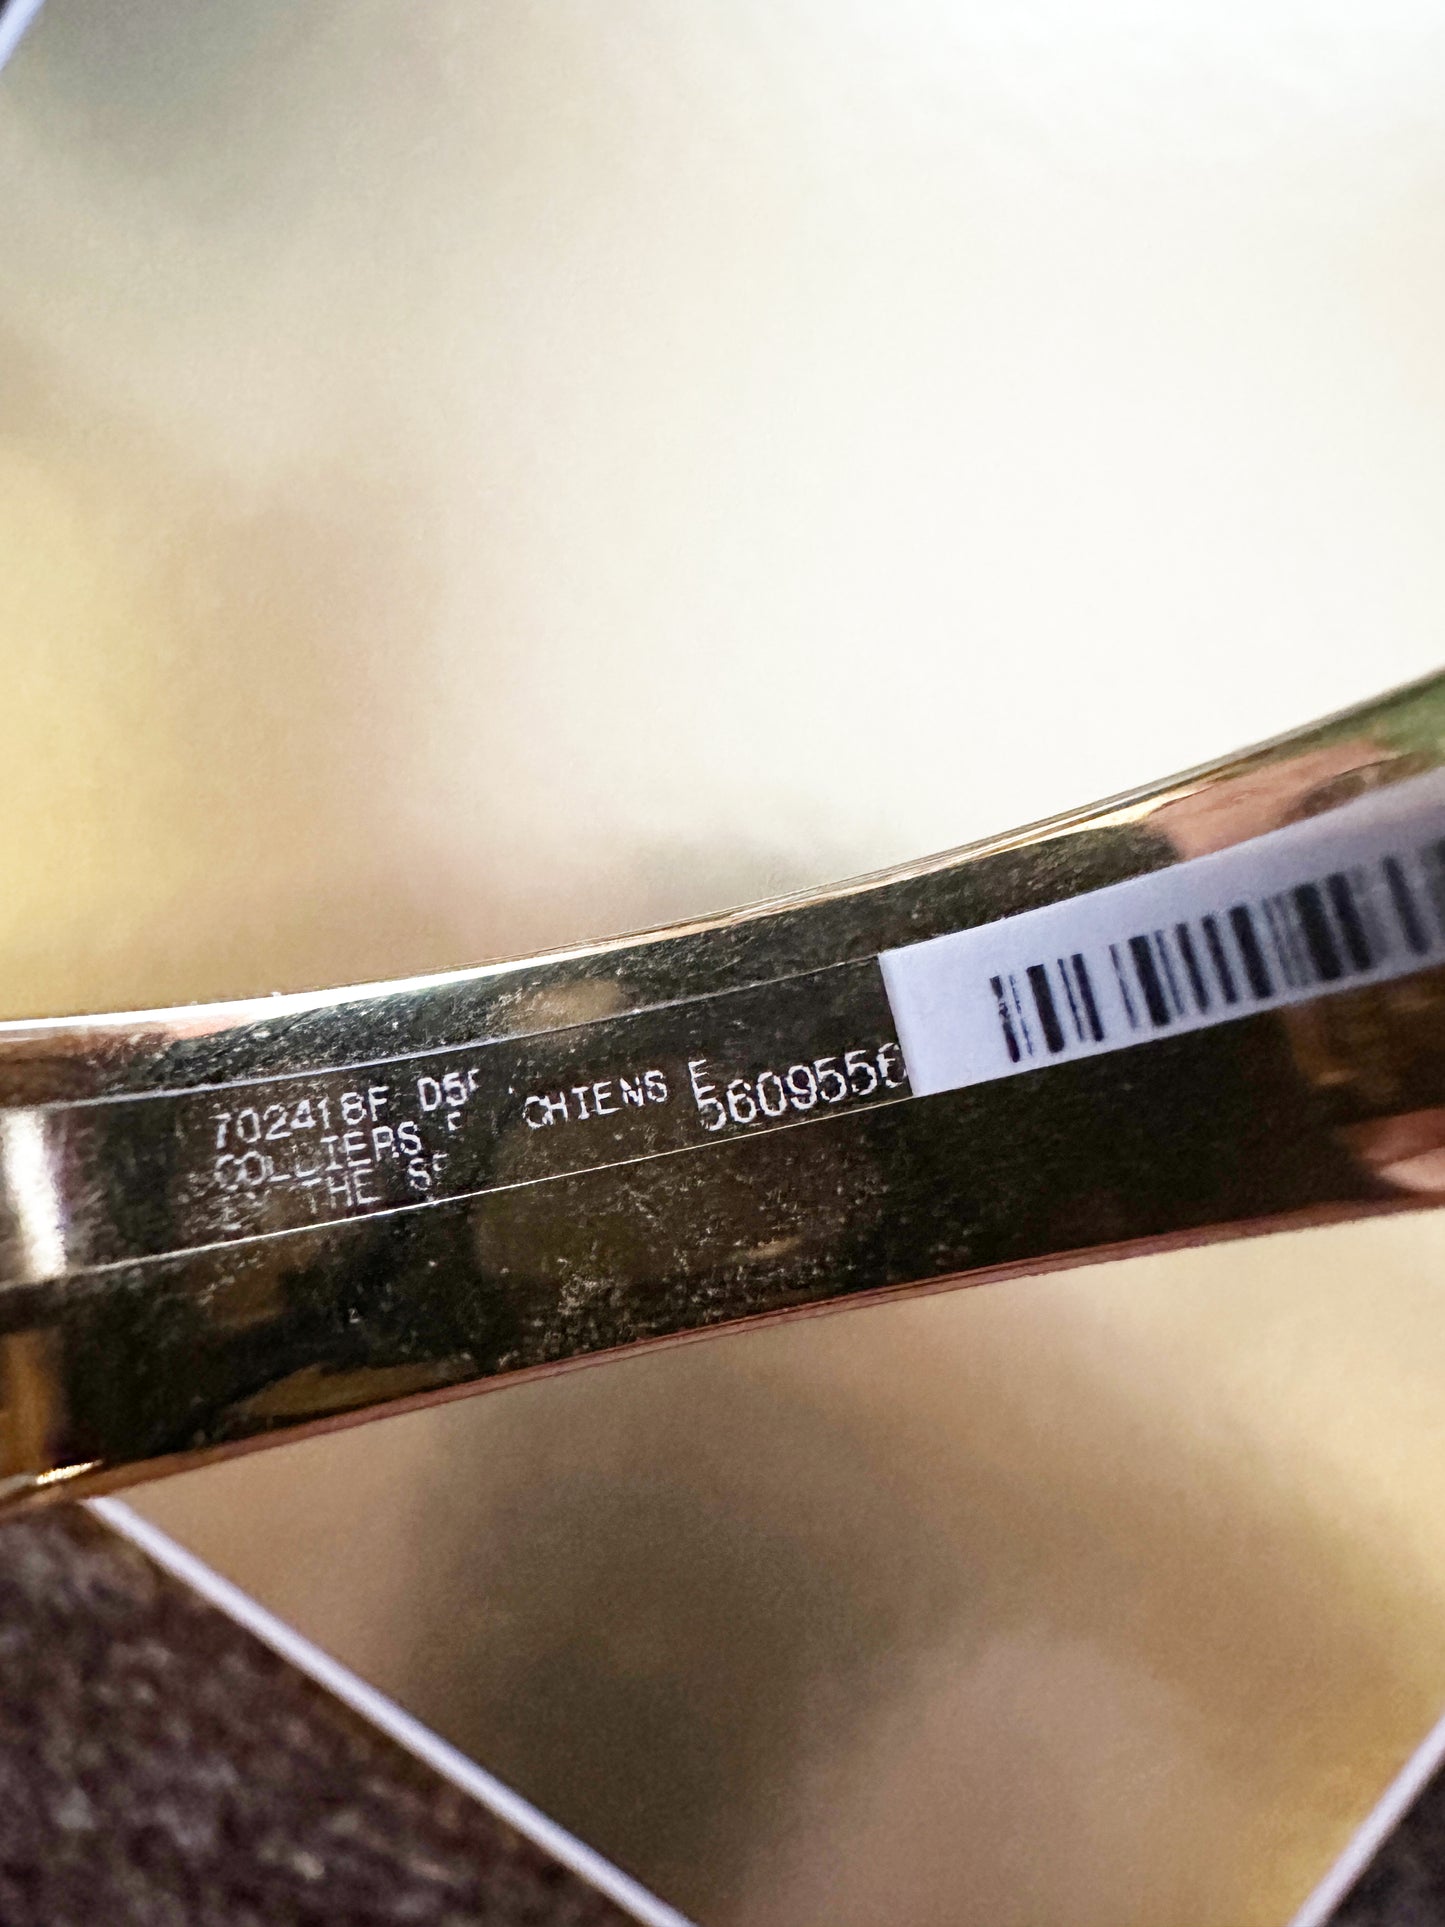 702418F D5
COLLIERS CHIENS
THE
5609556